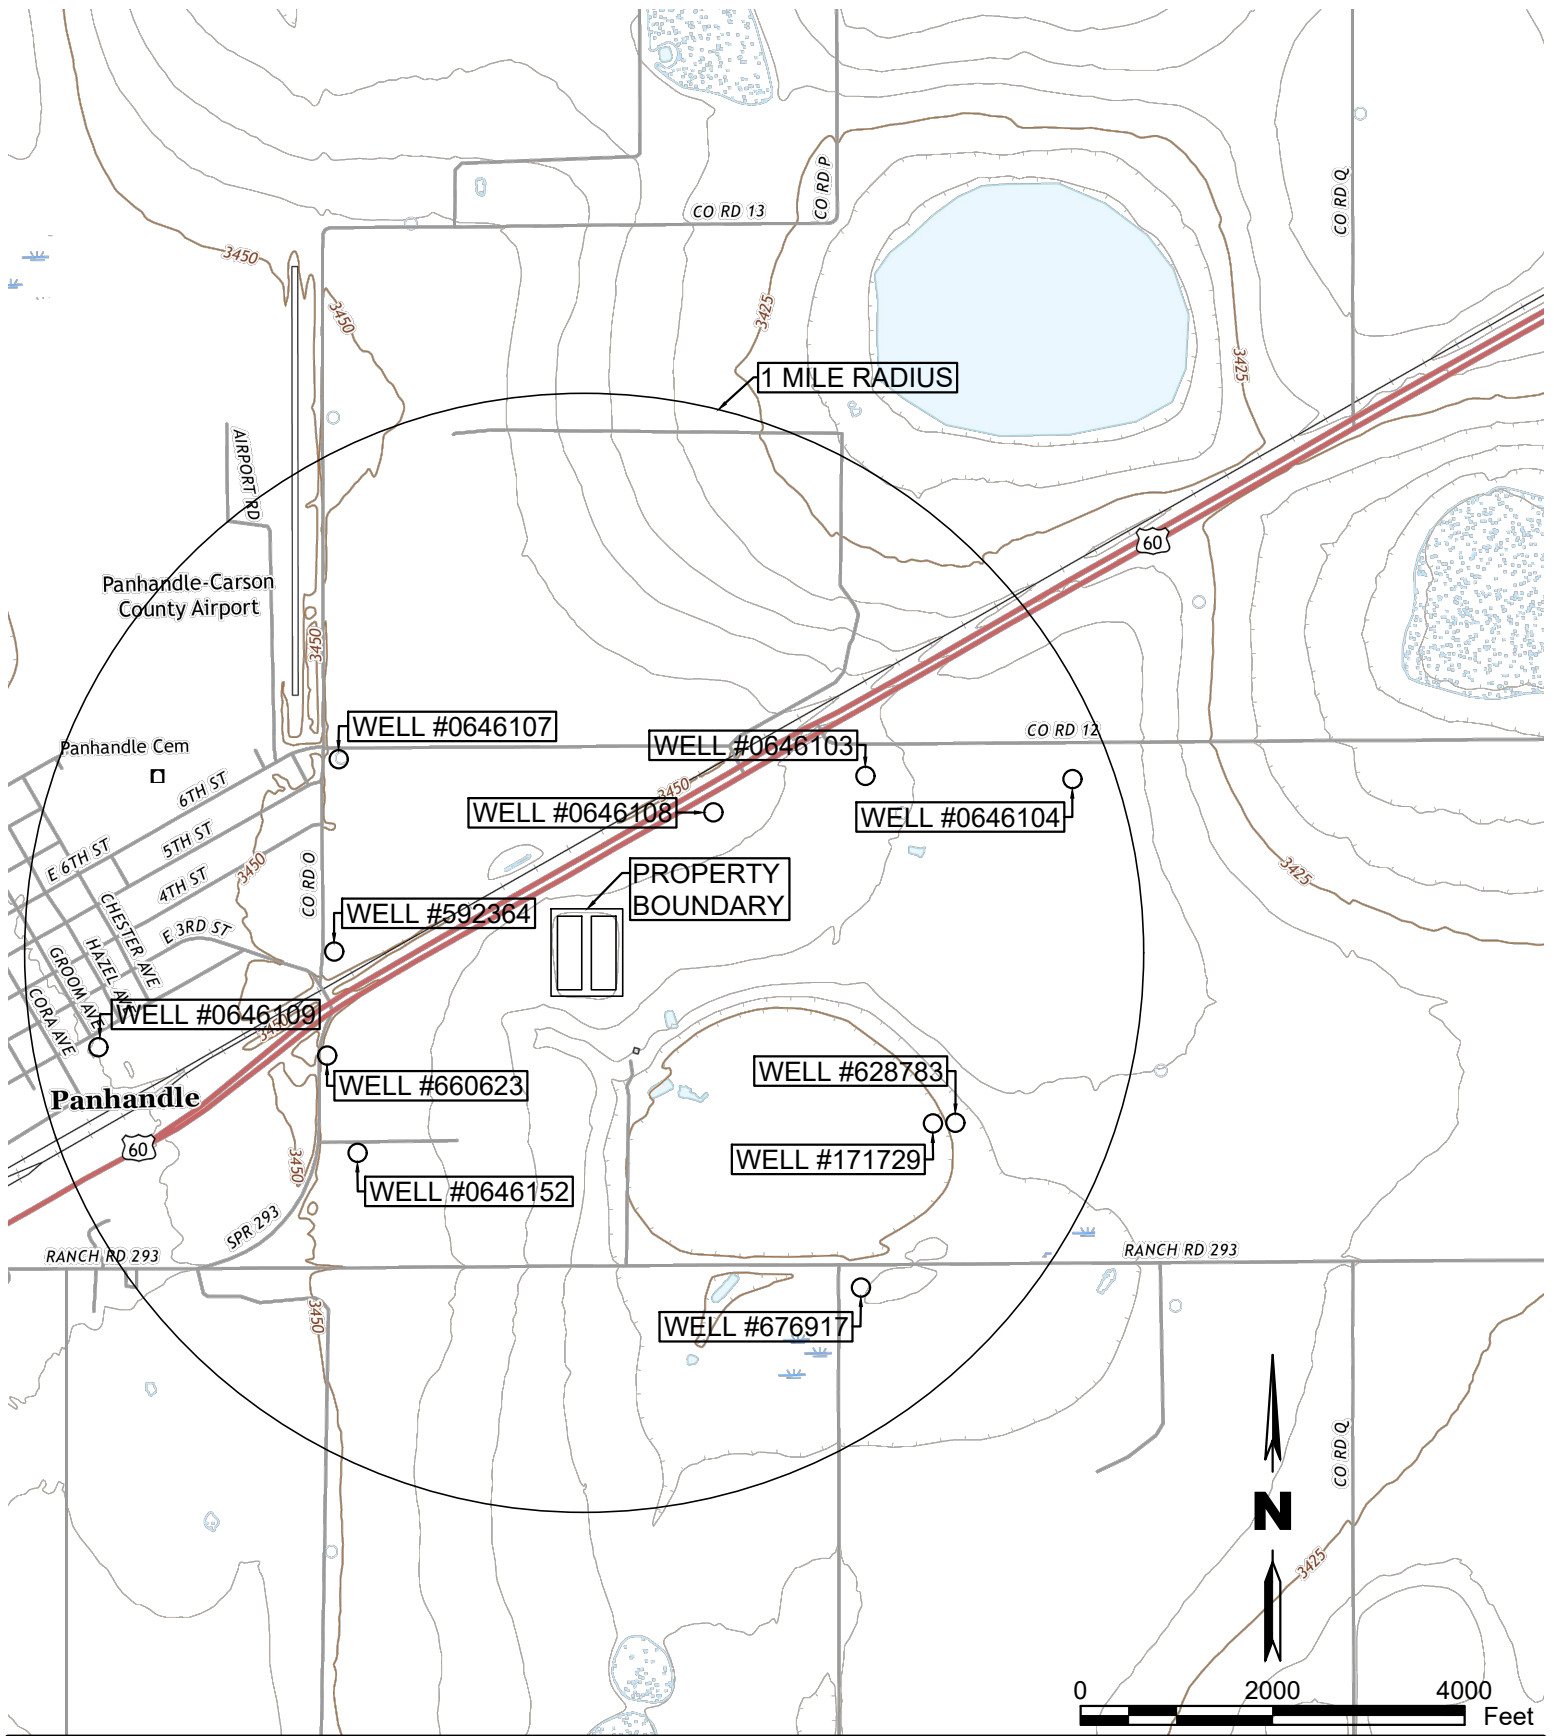 CO RD P
CO RD Q
CO RD 13
3450
3450
3425
3425
1 MILE RADIUS
AIRPORT RD
60
Panhandle-Carson
County Airport
3450
WELL #0646107
CO RD 12
WELL #0646103
Panhandle Cem
6TH ST
3450
WELL #0646108
WELL #0646104
5TH ST
E 6TH ST
4TH ST
3450
CO RD O
PROPERTY
BOUNDARY
3425
CHESTER AVE
WELL #592364
E 3RD ST
HAZEL AVE
GROOM AVE
CORA AVE
WELL #0646109
3450
WELL #628783
WELL #660623
Panhandle
60
WELL #171729
3450
WELL #0646152
SPR 293
RANCH RD 293
RANCH RD 293
3450
WELL #676917
CO RD Q
N
3425
0 2000 4000
Feet